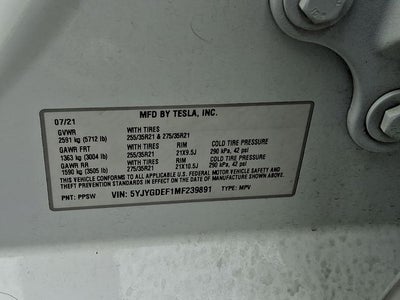 07/21 MFD BY TESLA, INC.
GVWR WITH TIRES
2591 kg (5712 lb) 255/35R21 & 275/35R21
GAWR FRT WITH TIRES RIM COLD TIRE PRESSURE
1363 kg (3004 lb) 255/35R21 21X9.5J 290 kPa, 42 psi
GAWR RR WITH TIRES RIM COLD TIRE PRESSURE
1590 kg (3505 lb) 275/35R21 21X10.5J 290 kPa, 42 psi
THIS VEHICLE CONFORMS TO ALL APPLICABLE U.S. FEDERAL MOTOR VEHICLE SAFETY AND
THEFT PREVENTION STANDARDS IN EFFECT ON THE DATE OF MANUFACTURE SHOWN ABOVE.
PNT: PPSW VIN: 5YJYGDEF1MF239891 TYPE: MPV